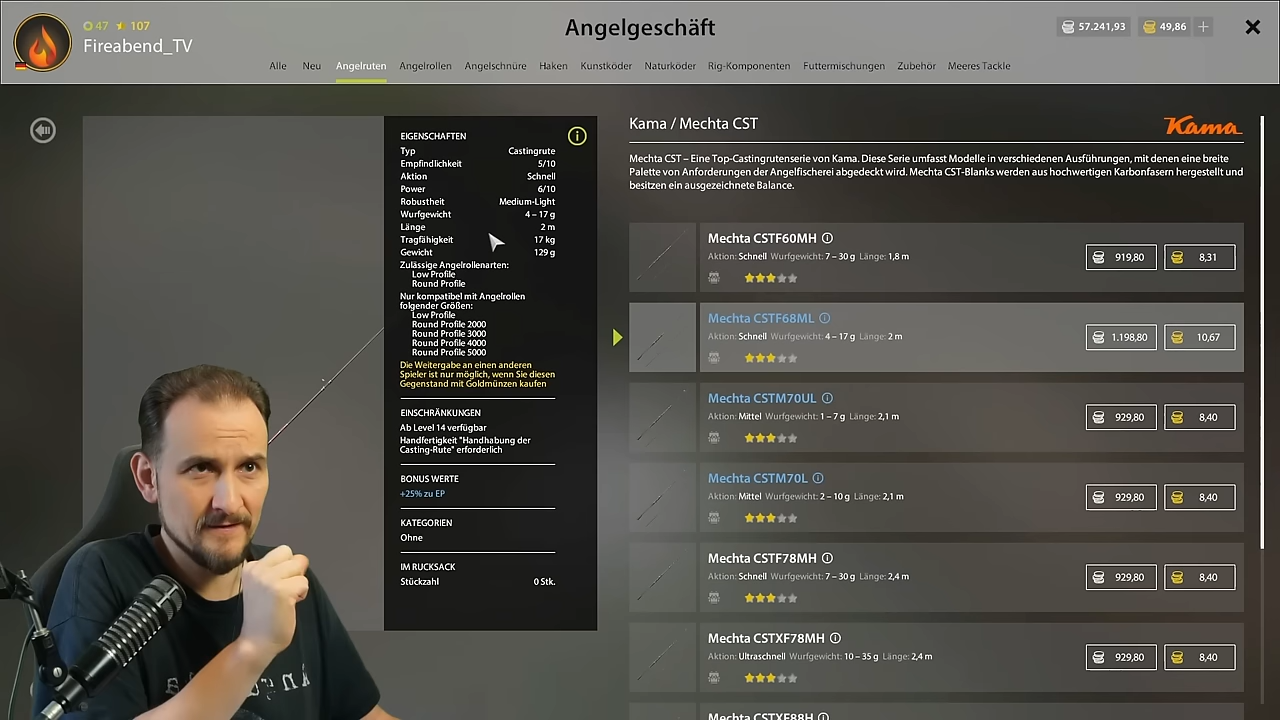 47 107
Fireabend_TV
Angelgeschäft
57.241,93
49,86
Alle Neu Angelruten Angelrollen Angelschnüre Haken Kunstköder Naturköder Rig-Komponenten Futtermischungen Zubehör Meeres Tackle
EIGENSCHAFTEN
Typ Castingrute
Empfindlichkeit 5/10
Aktion Schnell
Power 6/10
Robustheit Medium-Light
Wurfgewicht 4 – 17 g
Länge 2 m
Tragfähigkeit 17 kg
Gewicht 129 g
Zulässige Angelrollenarten:
Low Profile
Round Profile
Nur kompatibel mit Angelrollen
folgender Größen:
Low Profile
Round Profile 2000
Round Profile 3000
Round Profile 4000
Round Profile 5000
Die Weitergabe an einen anderen
Spieler ist nur möglich, wenn Sie diesen
Gegenstand mit Goldmünzen kaufen
EINSCHRÄNKUNGEN
Ab Level 14 verfügbar
Handfertigkeit "Handhabung der
Casting-Rute" erforderlich
BONUS WERTE
+25% zu EP
KATEGORIEN
Ohne
IM RUCKSACK
Stückzahl 0 Stk.
Kama / Mechta CST
Kama
Mechta CST – Eine Top-Castingrutenserie von Kama. Diese Serie umfasst Modelle in verschiedenen Ausführungen, mit denen eine breite
Palette von Anforderungen der Angelfischerei abgedeckt wird. Mechta CST-Blanks werden aus hochwertigen Karbonfasern hergestellt und
besitzen ein ausgezeichnete Balance.
Mechta CSTF60MH
Aktion: Schnell Wurfgewicht: 7 – 30 g Länge: 1,8 m
919,80 8,31
Mechta CSTF68ML
Aktion: Schnell Wurfgewicht: 4 – 17 g Länge: 2 m
1.198,80 10,67
Mechta CSTM70UL
Aktion: Mittel Wurfgewicht: 1 – 7 g Länge: 2,1 m
929,80 8,40
Mechta CSTM70L
Aktion: Mittel Wurfgewicht: 2 – 10 g Länge: 2,1 m
929,80 8,40
Mechta CSTF78MH
Aktion: Schnell Wurfgewicht: 7 – 30 g Länge: 2,4 m
929,80 8,40
Mechta CSTXF78MH
Aktion: Ultraschnell Wurfgewicht: 10 – 35 g Länge: 2,4 m
929,80 8,40
Mechta CSTXF88H